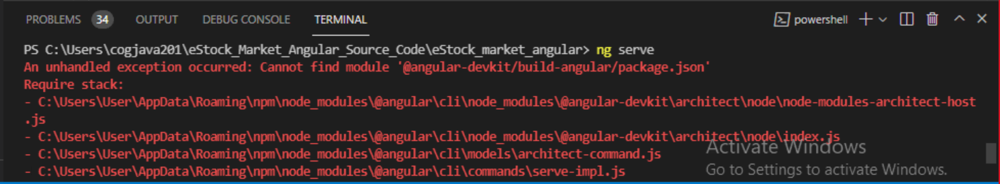 PROBLEMS 34 OUTPUT DEBUG CONSOLE TERMINAL powershell
PS C:\Users\cogjava201\eStock_Market_Angular_Source_Code\eStock_market_angular> ng serve
An unhandled exception occurred: Cannot find module '@angular-devkit/build-angular/package.json'
Require stack:
- C:\Users\User\AppData\Roaming\npm\node_modules\@angular\cli\node_modules\@angular-devkit\architect\node\node-modules-architect-host
.js
- C:\Users\User\AppData\Roaming\npm\node_modules\@angular\cli\node_modules\@angular-devkit\architect\node\index.js
- C:\Users\User\AppData\Roaming\npm\node_modules\@angular\cli\models\architect-command.js
- C:\Users\User\AppData\Roaming\npm\node_modules\@angular\cli\commands\serve-impl.js
Activate Windows
Go to Settings to activate Windows.